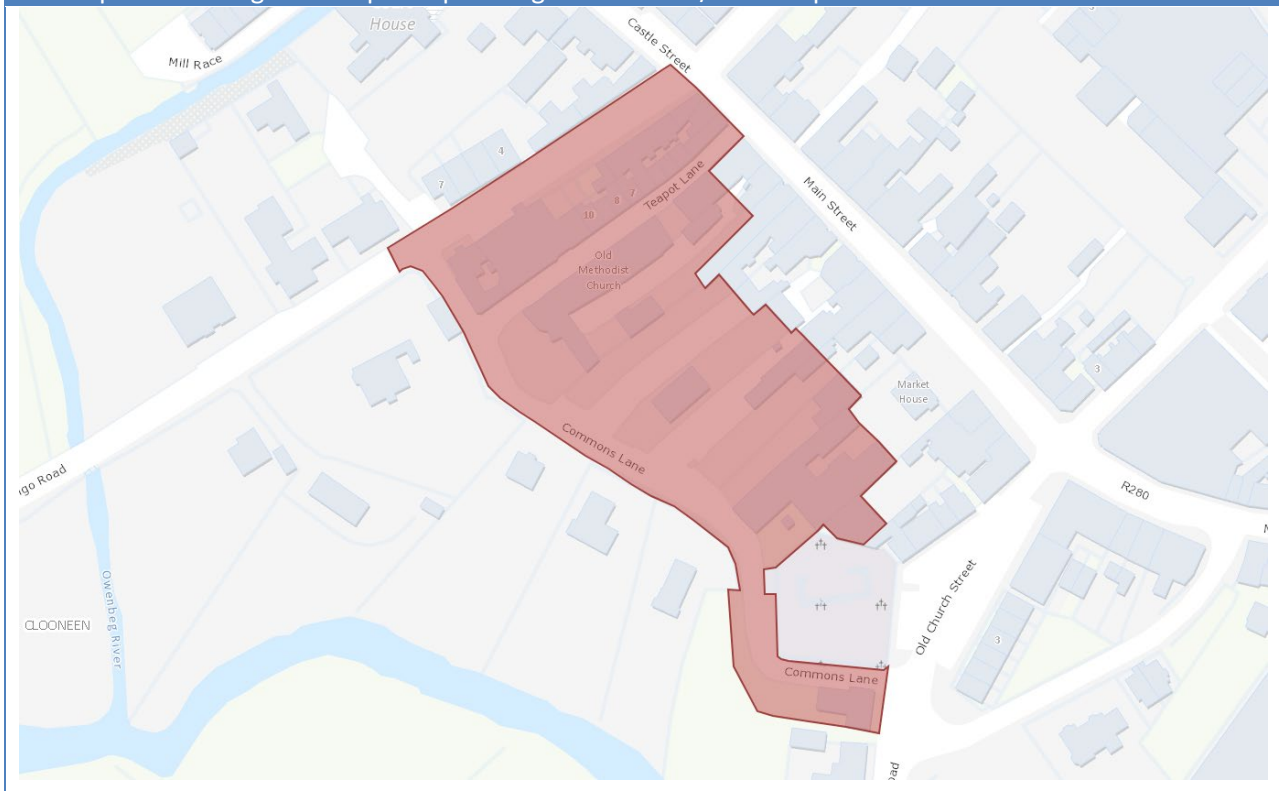 House
Castle Street
Mill Race
4
7
Main Street
Teapot Lane
7
8
10
Old
Methodist
Church
Market
House
3
Commons Lane
R280
igo Road
Owenbeg River
CLOONEEN
Old Church Street
3
Commons Lane
oad